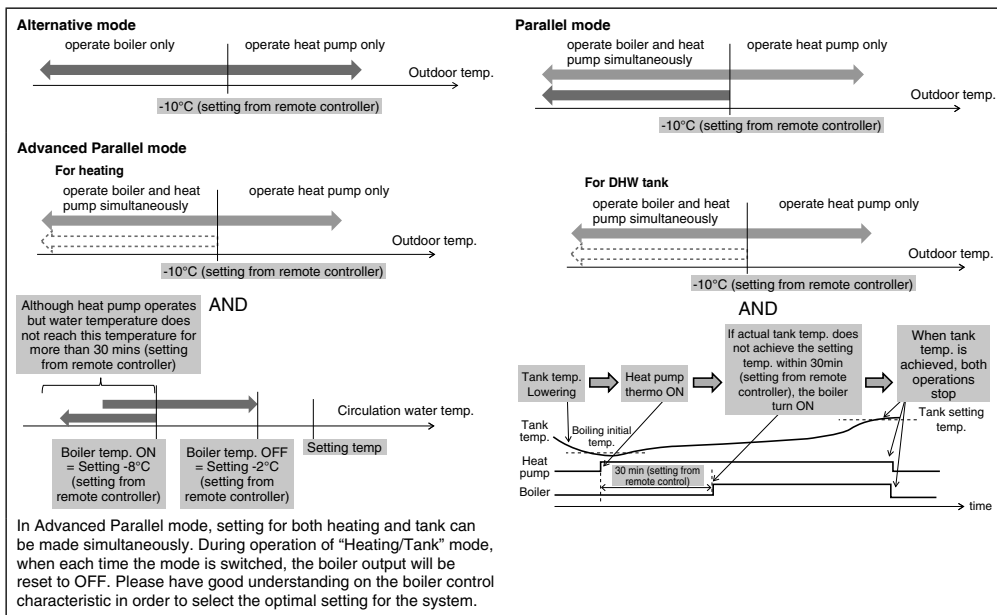 Alternative mode
operate boiler only
operate heat pump only
Outdoor temp.
-10°C (setting from remote controller)
Parallel mode
operate boiler and heat
pump simultaneously
operate heat pump only
Outdoor temp.
-10°C (setting from remote controller)
Advanced Parallel mode
For heating
operate boiler and heat
pump simultaneously
operate heat pump only
Outdoor temp.
-10°C (setting from remote controller)
AND
Although heat pump operates
but water temperature does
not reach this temperature for
more than 30 mins (setting
from remote controller)
Circulation water temp.
Setting temp
Boiler temp. ON
= Setting -8°C
(setting from
remote controller)
Boiler temp. OFF
= Setting -2°C
(setting from
remote controller)
For DHW tank
operate boiler and heat
pump simultaneously
operate heat pump only
Outdoor temp.
-10°C (setting from remote controller)
AND
Tank temp.
Lowering
Heat pump
thermo ON
If actual tank temp. does
not achieve the setting
temp. within 30min
(setting from remote
controller), the boiler
turn ON
When tank
temp. is
achieved, both
operations
stop
Tank setting
temp.
Tank
temp.
Boiling initial
temp.
Heat
pump
30 min (setting from
remote control)
Boiler
time
In Advanced Parallel mode, setting for both heating and tank can
be made simultaneously. During operation of “Heating/Tank” mode,
when each time the mode is switched, the boiler output will be
reset to OFF. Please have good understanding on the boiler control
characteristic in order to select the optimal setting for the system.